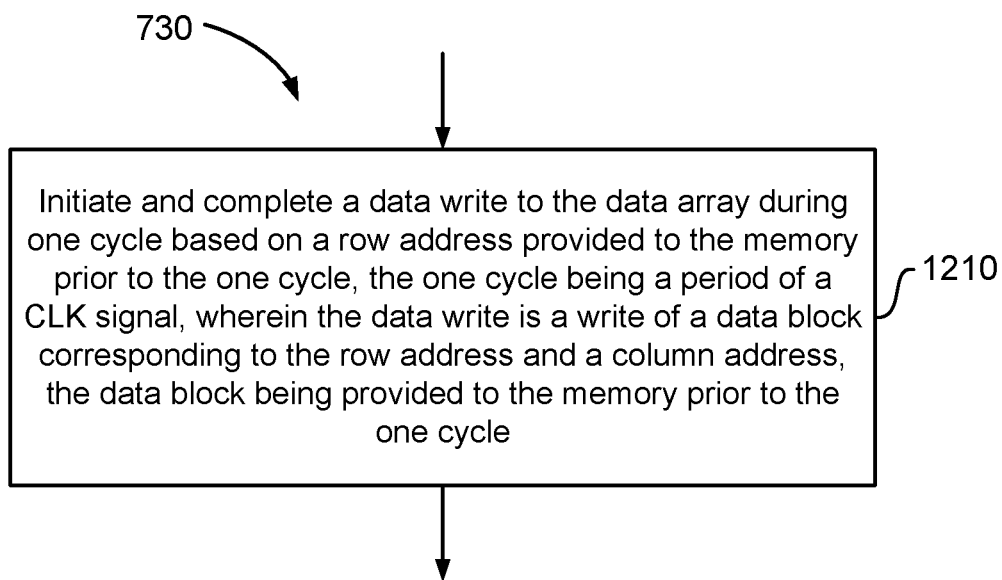 730
Initiate and complete a data write to the data array during
one cycle based on a row address provided to the memory
prior to the one cycle, the one cycle being a period of a
CLK signal, wherein the data write is a write of a data block
corresponding to the row address and a column address,
the data block being provided to the memory prior to the
one cycle
1210